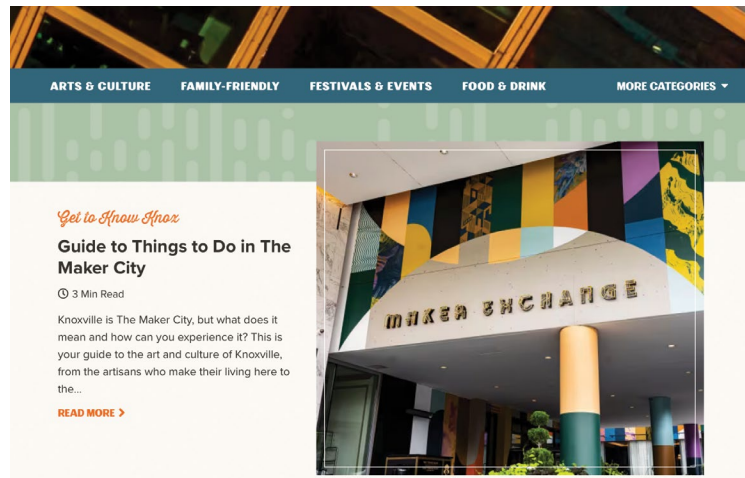 ARTS & CULTURE FAMILY-FRIENDLY FESTIVALS & EVENTS FOOD & DRINK MORE CATEGORIES
Get to Know Knox
Guide to Things to Do in The
Maker City
3 Min Read
Knoxville is The Maker City, but what does it
mean and how can you experience it? This is
your guide to the art and culture of Knoxville,
from the artisans who make their living here to
the...
READ MORE
MAKER EXCHANGE